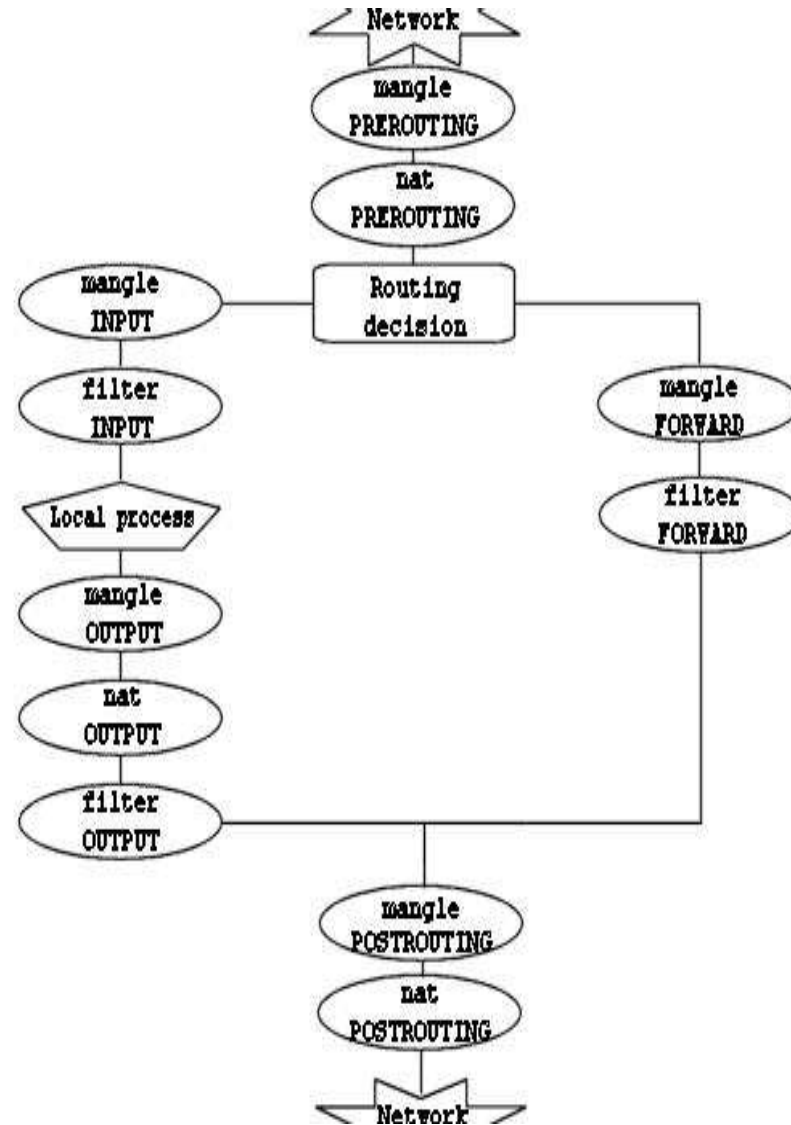 Network
mangle
PREROUTING
nat
PREROUTING
Routing
decision
mangle
INPUT
filter
INPUT
Local process
mangle
OUTPUT
nat
OUTPUT
filter
OUTPUT
mangle
FORWARD
filter
FORWARD
mangle
POSTROUTING
nat
POSTROUTING
Network